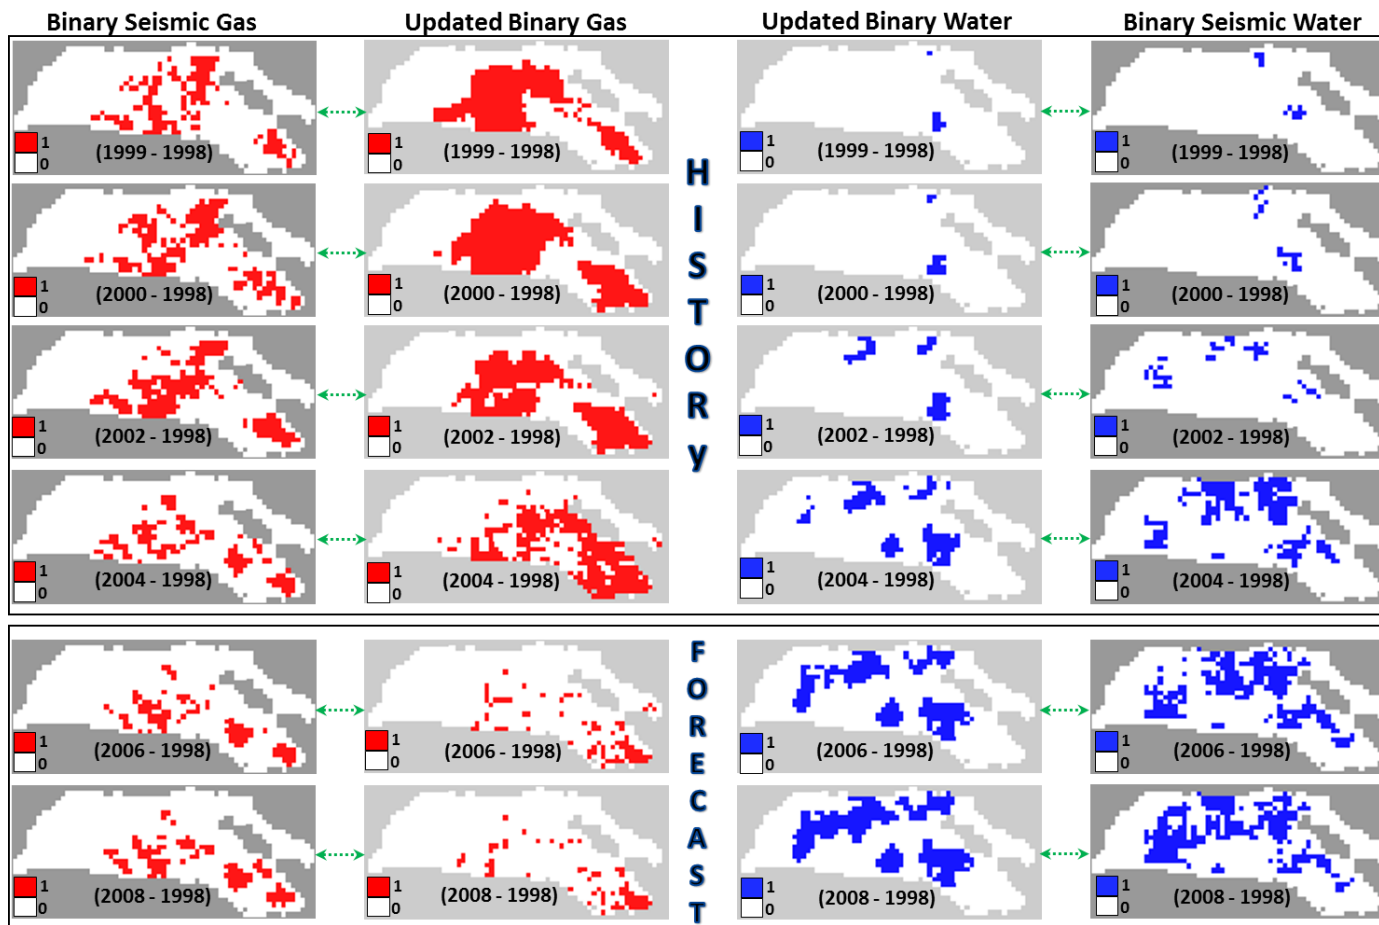 Binary Seismic Gas Updated Binary Gas Updated Binary Water Binary Seismic Water
1 0 (1999 - 1998) 1 0 (1999 - 1998) 1 0 (1999 - 1998) 1 0 (1999 - 1998)
1 0 (2000 - 1998) 1 0 (2000 - 1998) 1 0 (2000 - 1998) 1 0 (2000 - 1998)
1 0 (2002 - 1998) 1 0 (2002 - 1998) 1 0 (2002 - 1998) 1 0 (2002 - 1998)
1 0 (2004 - 1998) 1 0 (2004 - 1998) 1 0 (2004 - 1998) 1 0 (2004 - 1998)
HISTORy
1 0 (2006 - 1998) 1 0 (2006 - 1998) 1 0 (2006 - 1998) 1 0 (2006 - 1998)
1 0 (2008 - 1998) 1 0 (2008 - 1998) 1 0 (2008 - 1998) 1 0 (2008 - 1998)
FORECAST